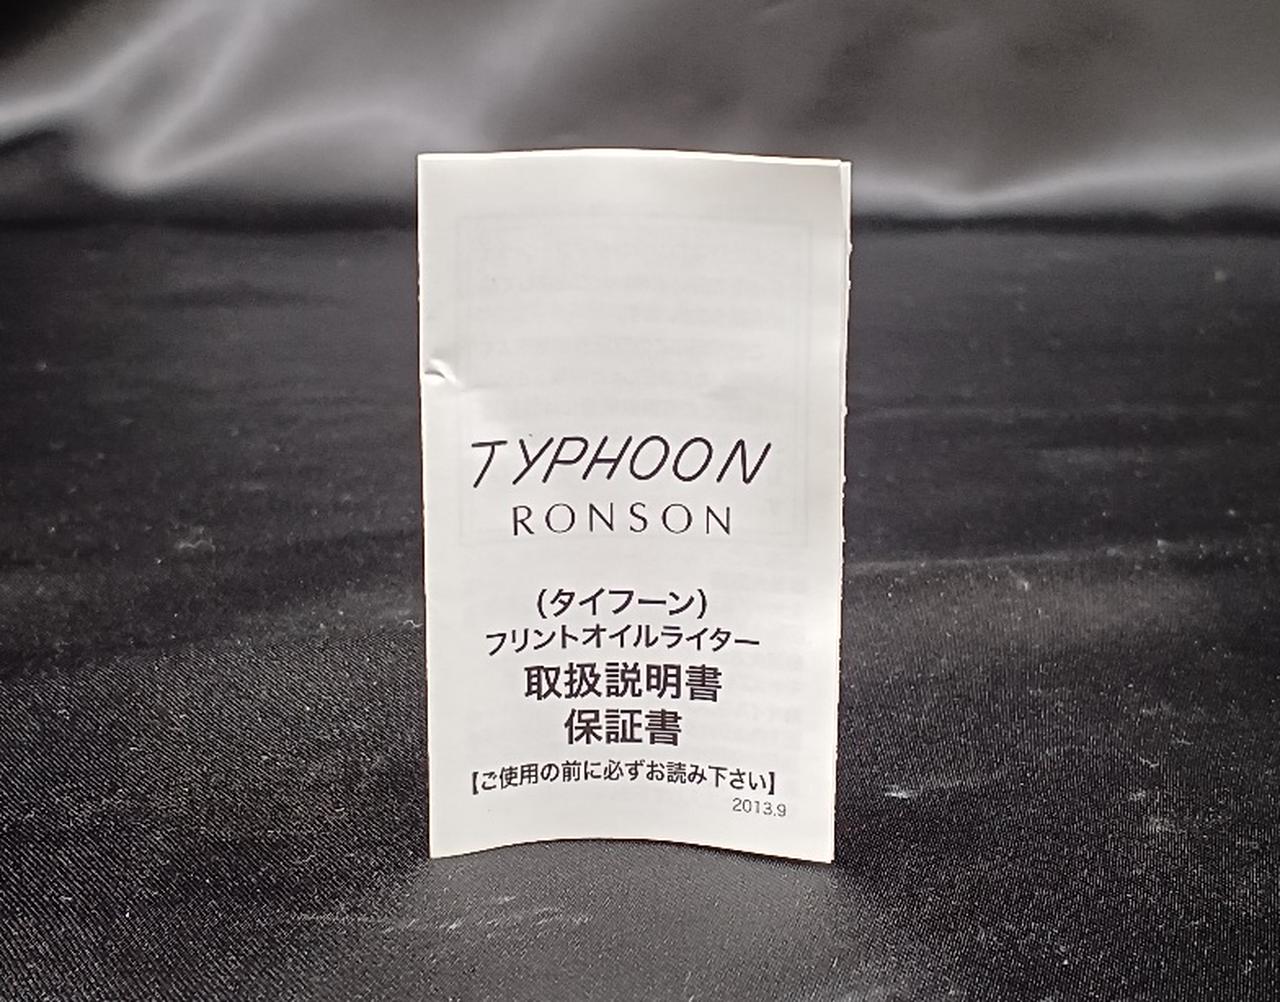 TYPHOON
RONSON
(タイフーン)
フリントオイルライター
取扱説明書
保証書
【ご使用の前に必ずお読み下さい】
2013.9